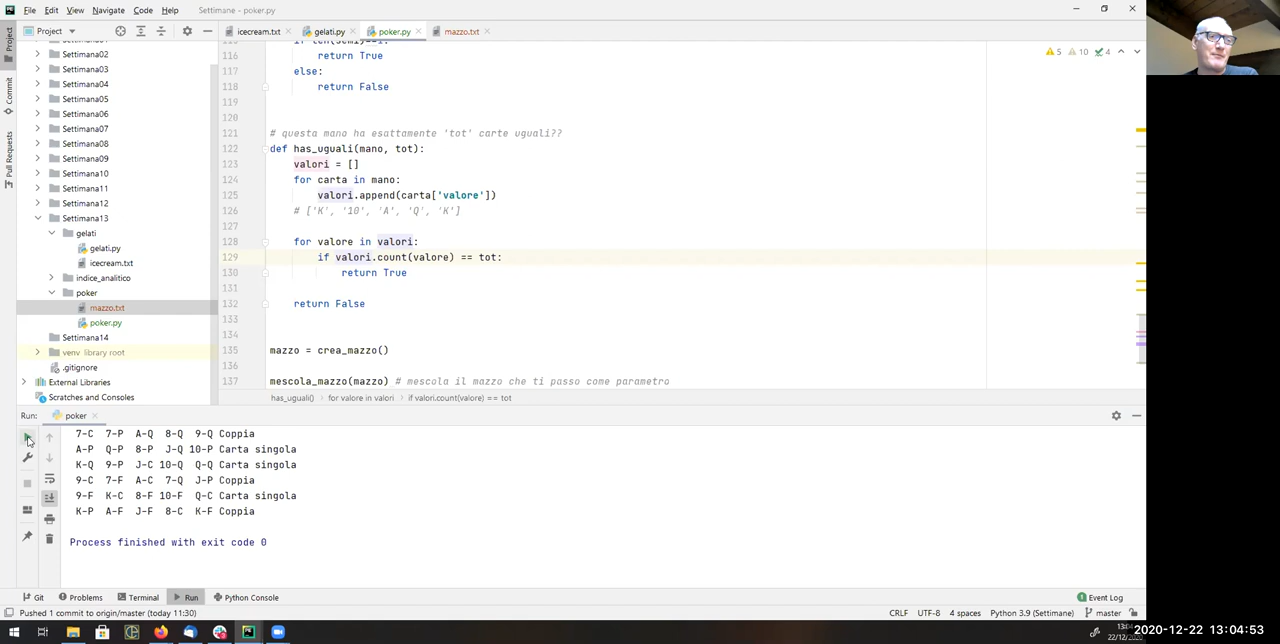 File Edit View Navigate Code Help Settimane - poker.py
Project icecream.txt gelati.py poker.py mazzo.txt
Project
Commit
Pull Requests
Settimana02
Settimana03
Settimana04
Settimana05
Settimana06
Settimana07
Settimana08
Settimana09
Settimana10
Settimana11
Settimana12
Settimana13
gelati
gelati.py
icecream.txt
indice_analitico
poker
mazzo.txt
poker.py
Settimana14
venv library root
.gitignore
External Libraries
Scratches and Consoles
5 10 4
116 return True
117 else:
118 return False
119
120
121 # questa mano ha esattamente 'tot' carte uguali??
122 def has_uguali(mano, tot):
123 valori = []
124 for carta in mano:
125 valori.append(carta['valore'])
126 # ['K', '10', 'A', 'Q', 'K']
127
128 for valore in valori:
129 if valori.count(valore) == tot:
130 return True
131
132 return False
133
134
135 mazzo = crea_mazzo()
136
137 mescola_mazzo(mazzo) # mescola il mazzo che ti passo come parametro
has_uguali() for valore in valori if valori.count(valore) == tot
Run: poker
7-C 7-P A-Q 8-Q 9-Q Coppia
A-P Q-P 8-P J-Q 10-P Carta singola
K-Q 9-P J-C 10-Q Q-Q Carta singola
9-C 7-F A-C 7-Q J-P Coppia
9-F K-C 8-F 10-F Q-C Carta singola
K-P A-F J-F 8-C K-F Coppia
Process finished with exit code 0
Git Problems Terminal Run Python Console 1 Event Log
Pushed 1 commit to origin/master (today 11:30) CRLF UTF-8 4 spaces Python 3.9 (Settimane) master
2020-12-22 13:04:53